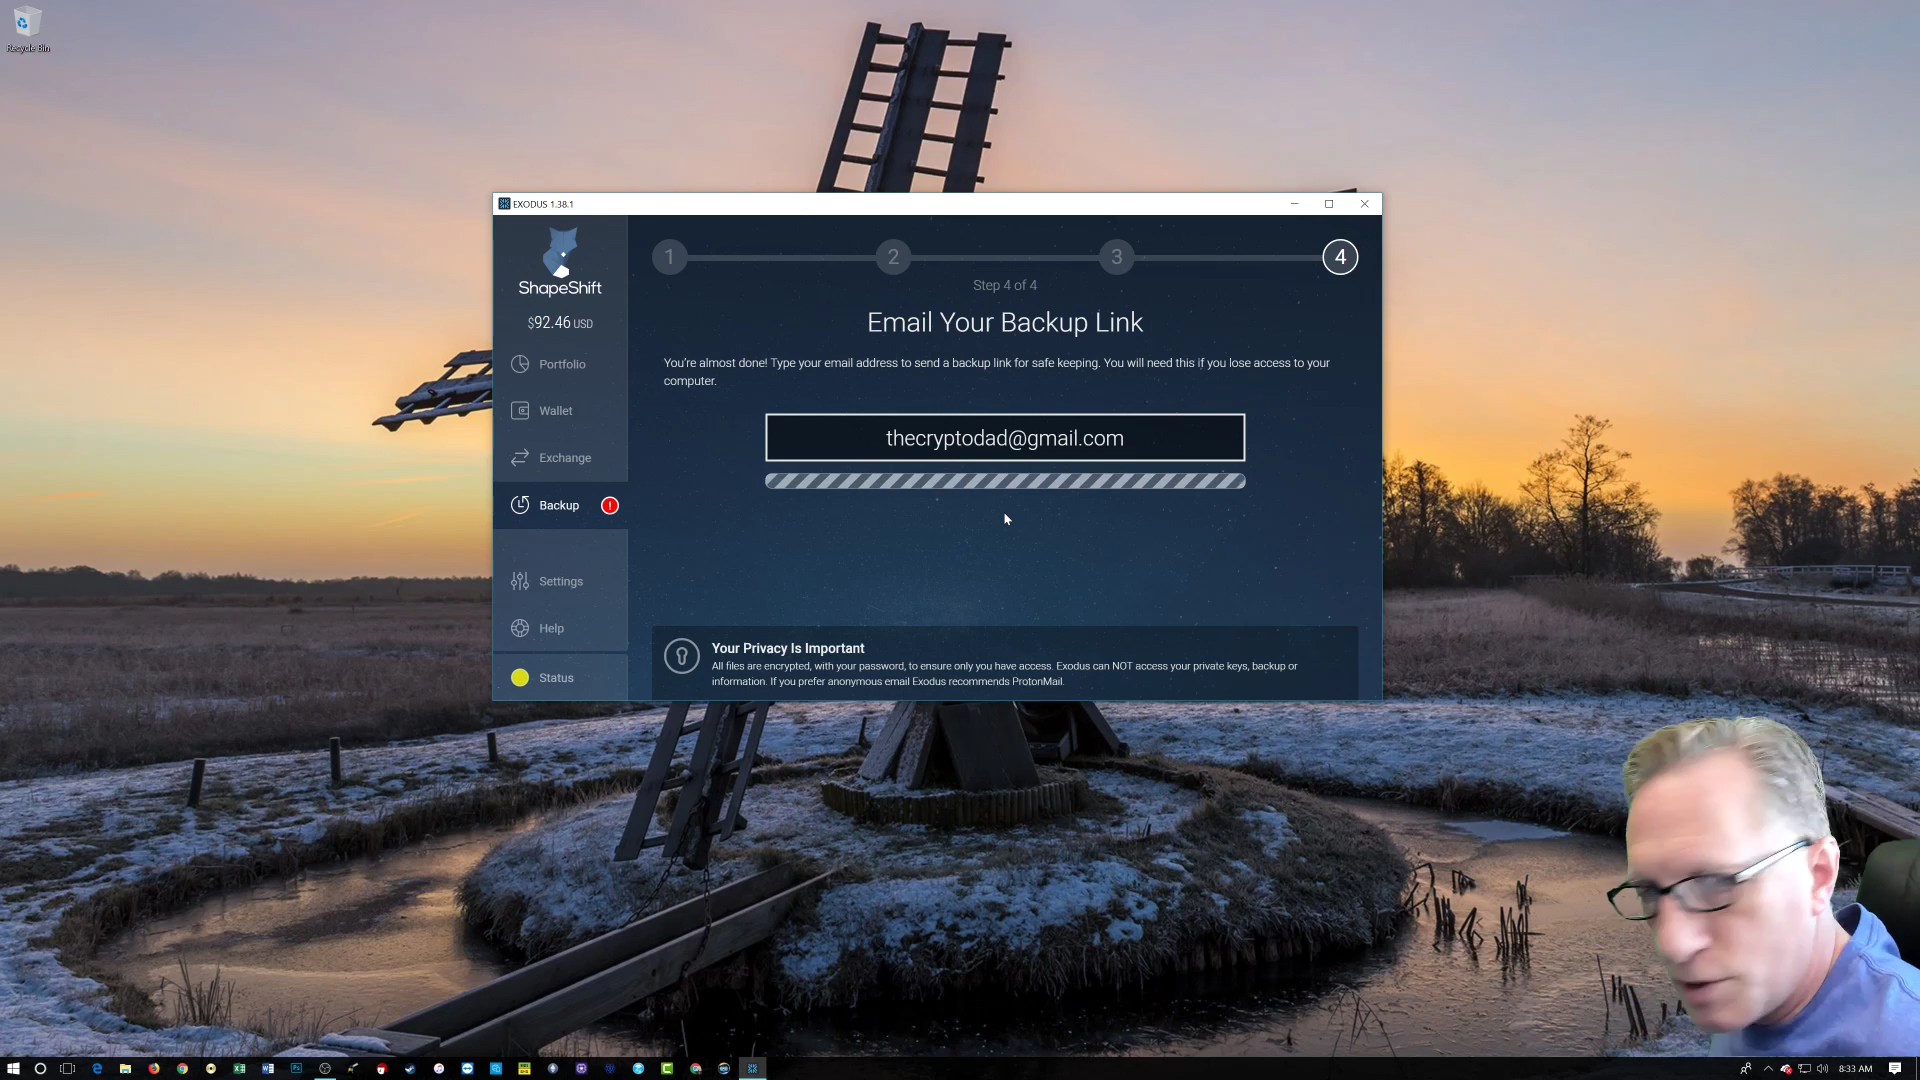 Recycle Bin
EXODUS 1.38.1
ShapeShift
$92.46 USD
Portfolio
Wallet
Exchange
Backup
!
Settings
Help
Status
1
2
3
4
Step 4 of 4
Email Your Backup Link
You're almost done! Type your email address to send a backup link for safe keeping. You will need this if you lose access to your
computer.
thecryptodad@gmail.com
Your Privacy Is Important
All files are encrypted, with your password, to ensure only you have access. Exodus can NOT access your private keys, backup or
information. If you prefer anonymous email Exodus recommends ProtonMail.
8:33 AM